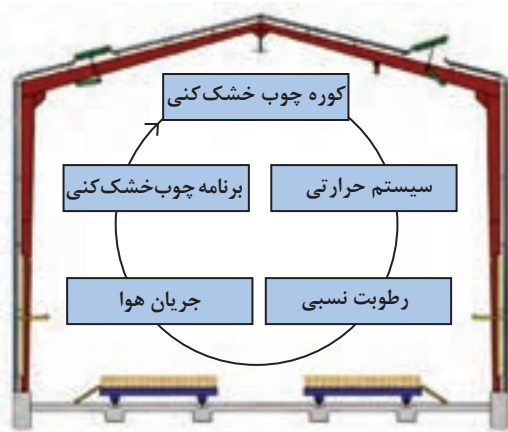 کوره چوب خشک‌کنی
سیستم حرارتی
رطوبت نسبی
جریان هوا
برنامه چوب‌خشک‌کنی